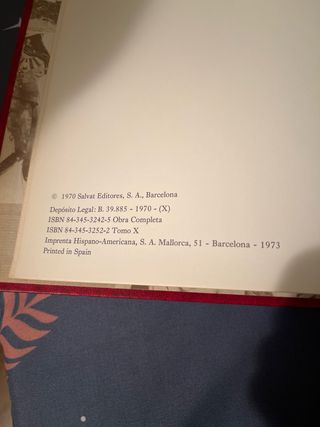 © 1970 Salvat Editores, S. A., Barcelona
Depósito Legal: B. 39.885 - 1970 - (X)
ISBN 84-345-3242-5 Obra Completa
ISBN 84-345-3252-2 Tomo X
Imprenta Hispano-Americana, S. A. Mallorca, 51 - Barcelona - 1973
Printed in Spain